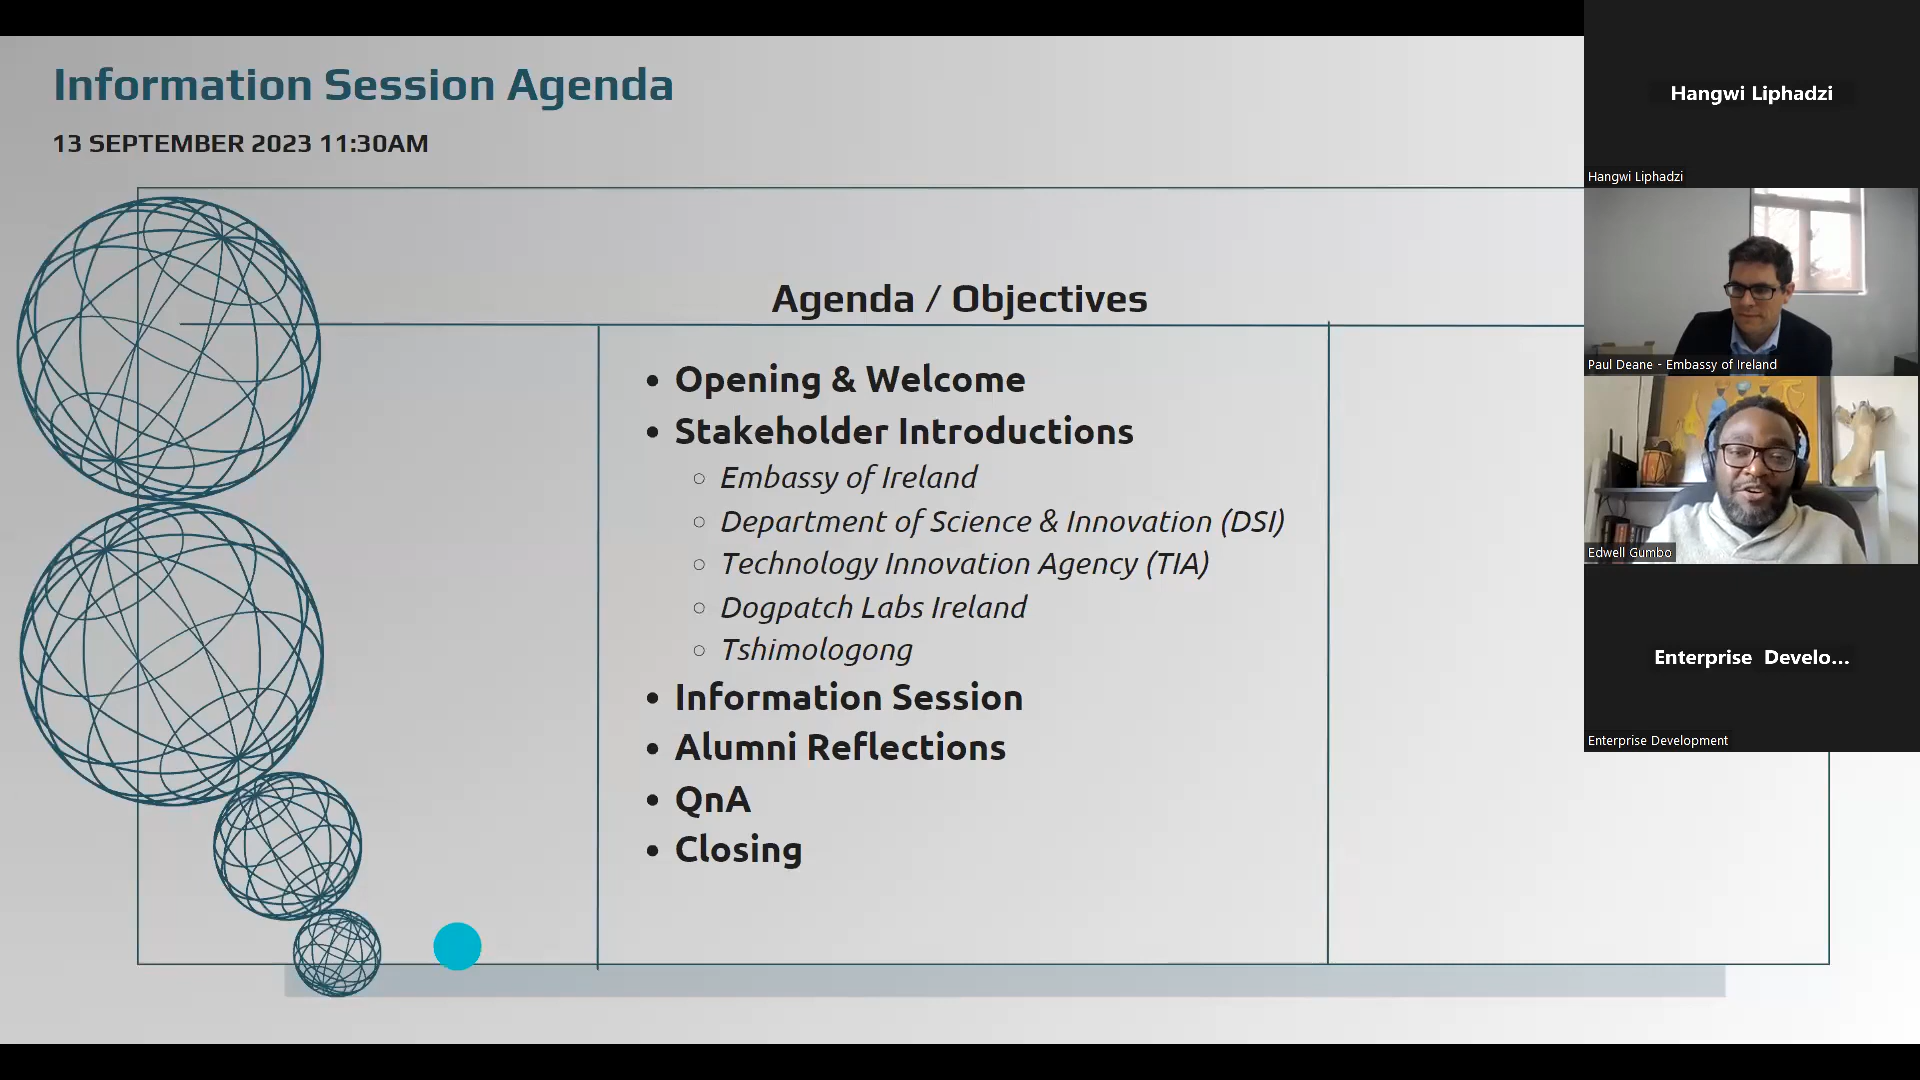 Information Session Agenda
13 SEPTEMBER 2023 11:30AM
Agenda / Objectives
• Opening & Welcome
• Stakeholder Introductions
○ Embassy of Ireland
○ Department of Science & Innovation (DSI)
○ Technology Innovation Agency (TIA)
○ Dogpatch Labs Ireland
○ Tshimologong
• Information Session
• Alumni Reflections
• QnA
• Closing
Hangwi Liphadzi
Hangwi Liphadzi
Paul Deane - Embassy of Ireland
Edwell Gumbo
Enterprise Develo...
Enterprise Development